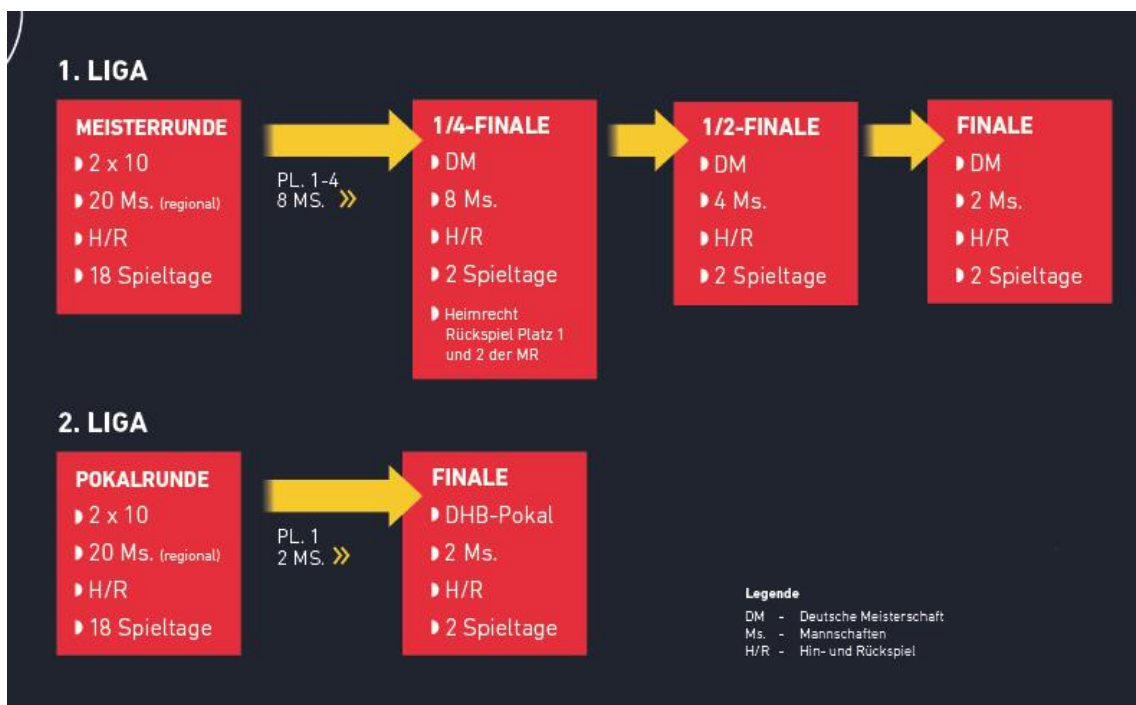 1. LIGA
MEISTERRUNDE
2 x 10
20 Ms. (regional)
H/R
18 Spieltage
PL. 1-4
8 MS. »
1/4-FINALE
DM
8 Ms.
H/R
2 Spieltage
Heimrecht
Rückspiel Platz 1
und 2 der MR
1/2-FINALE
DM
4 Ms.
H/R
2 Spieltage
FINALE
DM
2 Ms.
H/R
2 Spieltage
2. LIGA
POKALRUNDE
2 x 10
20 Ms. (regional)
H/R
18 Spieltage
PL. 1
2 MS. »
FINALE
DHB-Pokal
2 Ms.
H/R
2 Spieltage
Legende
DM - Deutsche Meisterschaft
Ms. - Mannschaften
H/R - Hin- und Rückspiel